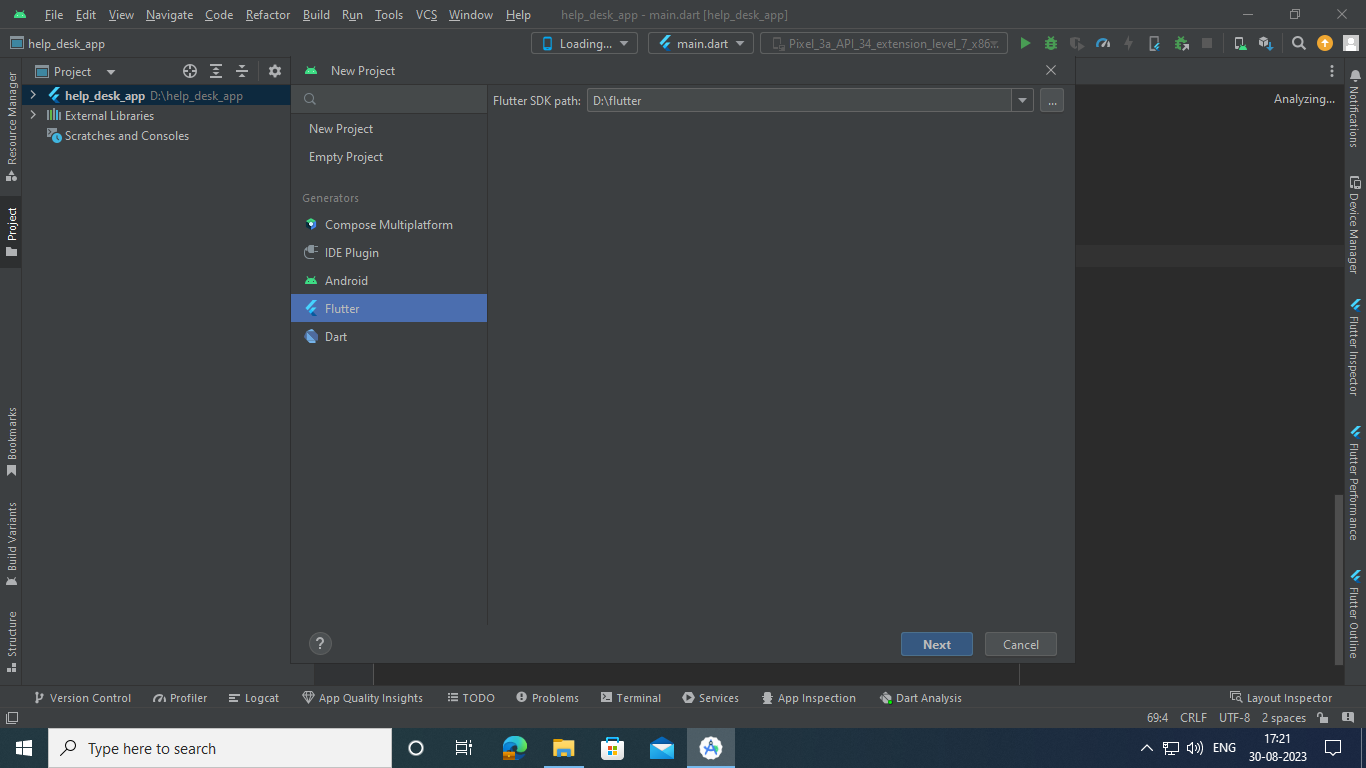 File Edit View Navigate Code Refactor Build Run Tools VCS Window Help help_desk_app - main.dart [help_desk_app]
help_desk_app Loading... main.dart Pixel_3a_API_34_extension_level_7_x86...
Project
New Project
help_desk_app D:\help_desk_app
External Libraries
Scratches and Consoles
Flutter SDK path: D:\flutter ...
Analyzing...
New Project
Empty Project
Generators
Compose Multiplatform
IDE Plugin
Android
Flutter
Dart
? Next Cancel
Resource Manager
Project
Bookmarks
Build Variants
Structure
Notifications
Device Manager
Flutter Inspector
Flutter Performance
Flutter Outline
Version Control Profiler Logcat App Quality Insights TODO Problems Terminal Services App Inspection Dart Analysis Layout Inspector
69:4 CRLF UTF-8 2 spaces
Type here to search
ENG
17:21
30-08-2023